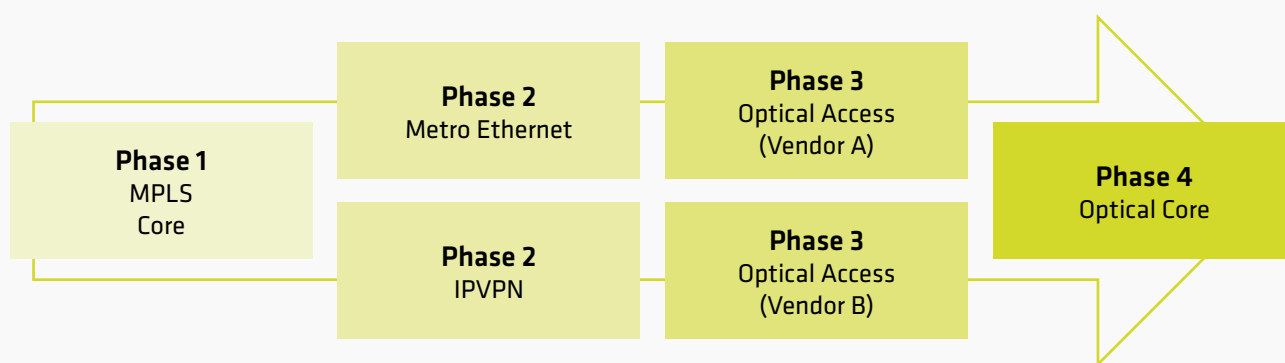 Phase 1
MPLS
Core
Phase 2
Metro Ethernet
Phase 2
IPVPN
Phase 3
Optical Access
(Vendor A)
Phase 3
Optical Access
(Vendor B)
Phase 4
Optical Core